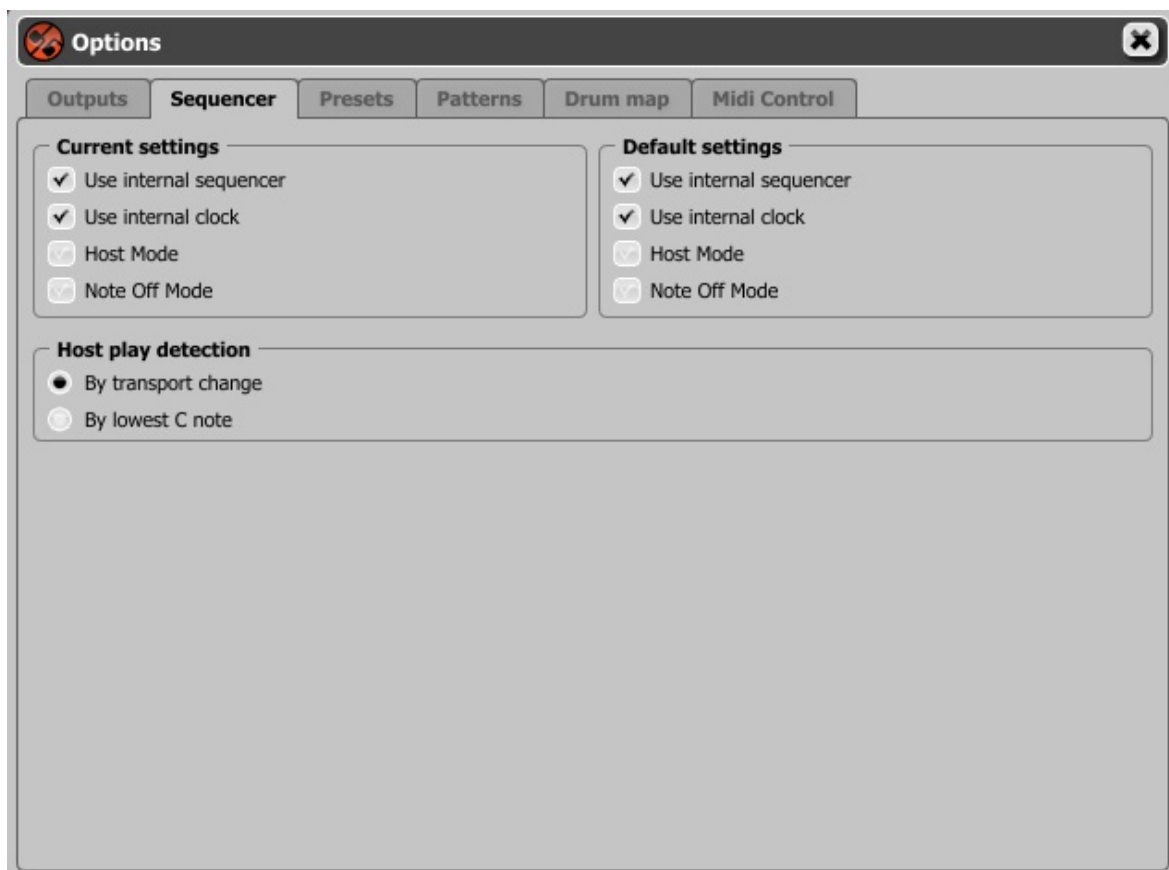 Options
Outputs Sequencer Presets Patterns Drum map Midi Control
Current settings
Use internal sequencer
Use internal clock
Host Mode
Note Off Mode
Default settings
Use internal sequencer
Use internal clock
Host Mode
Note Off Mode
Host play detection
By transport change
By lowest C note